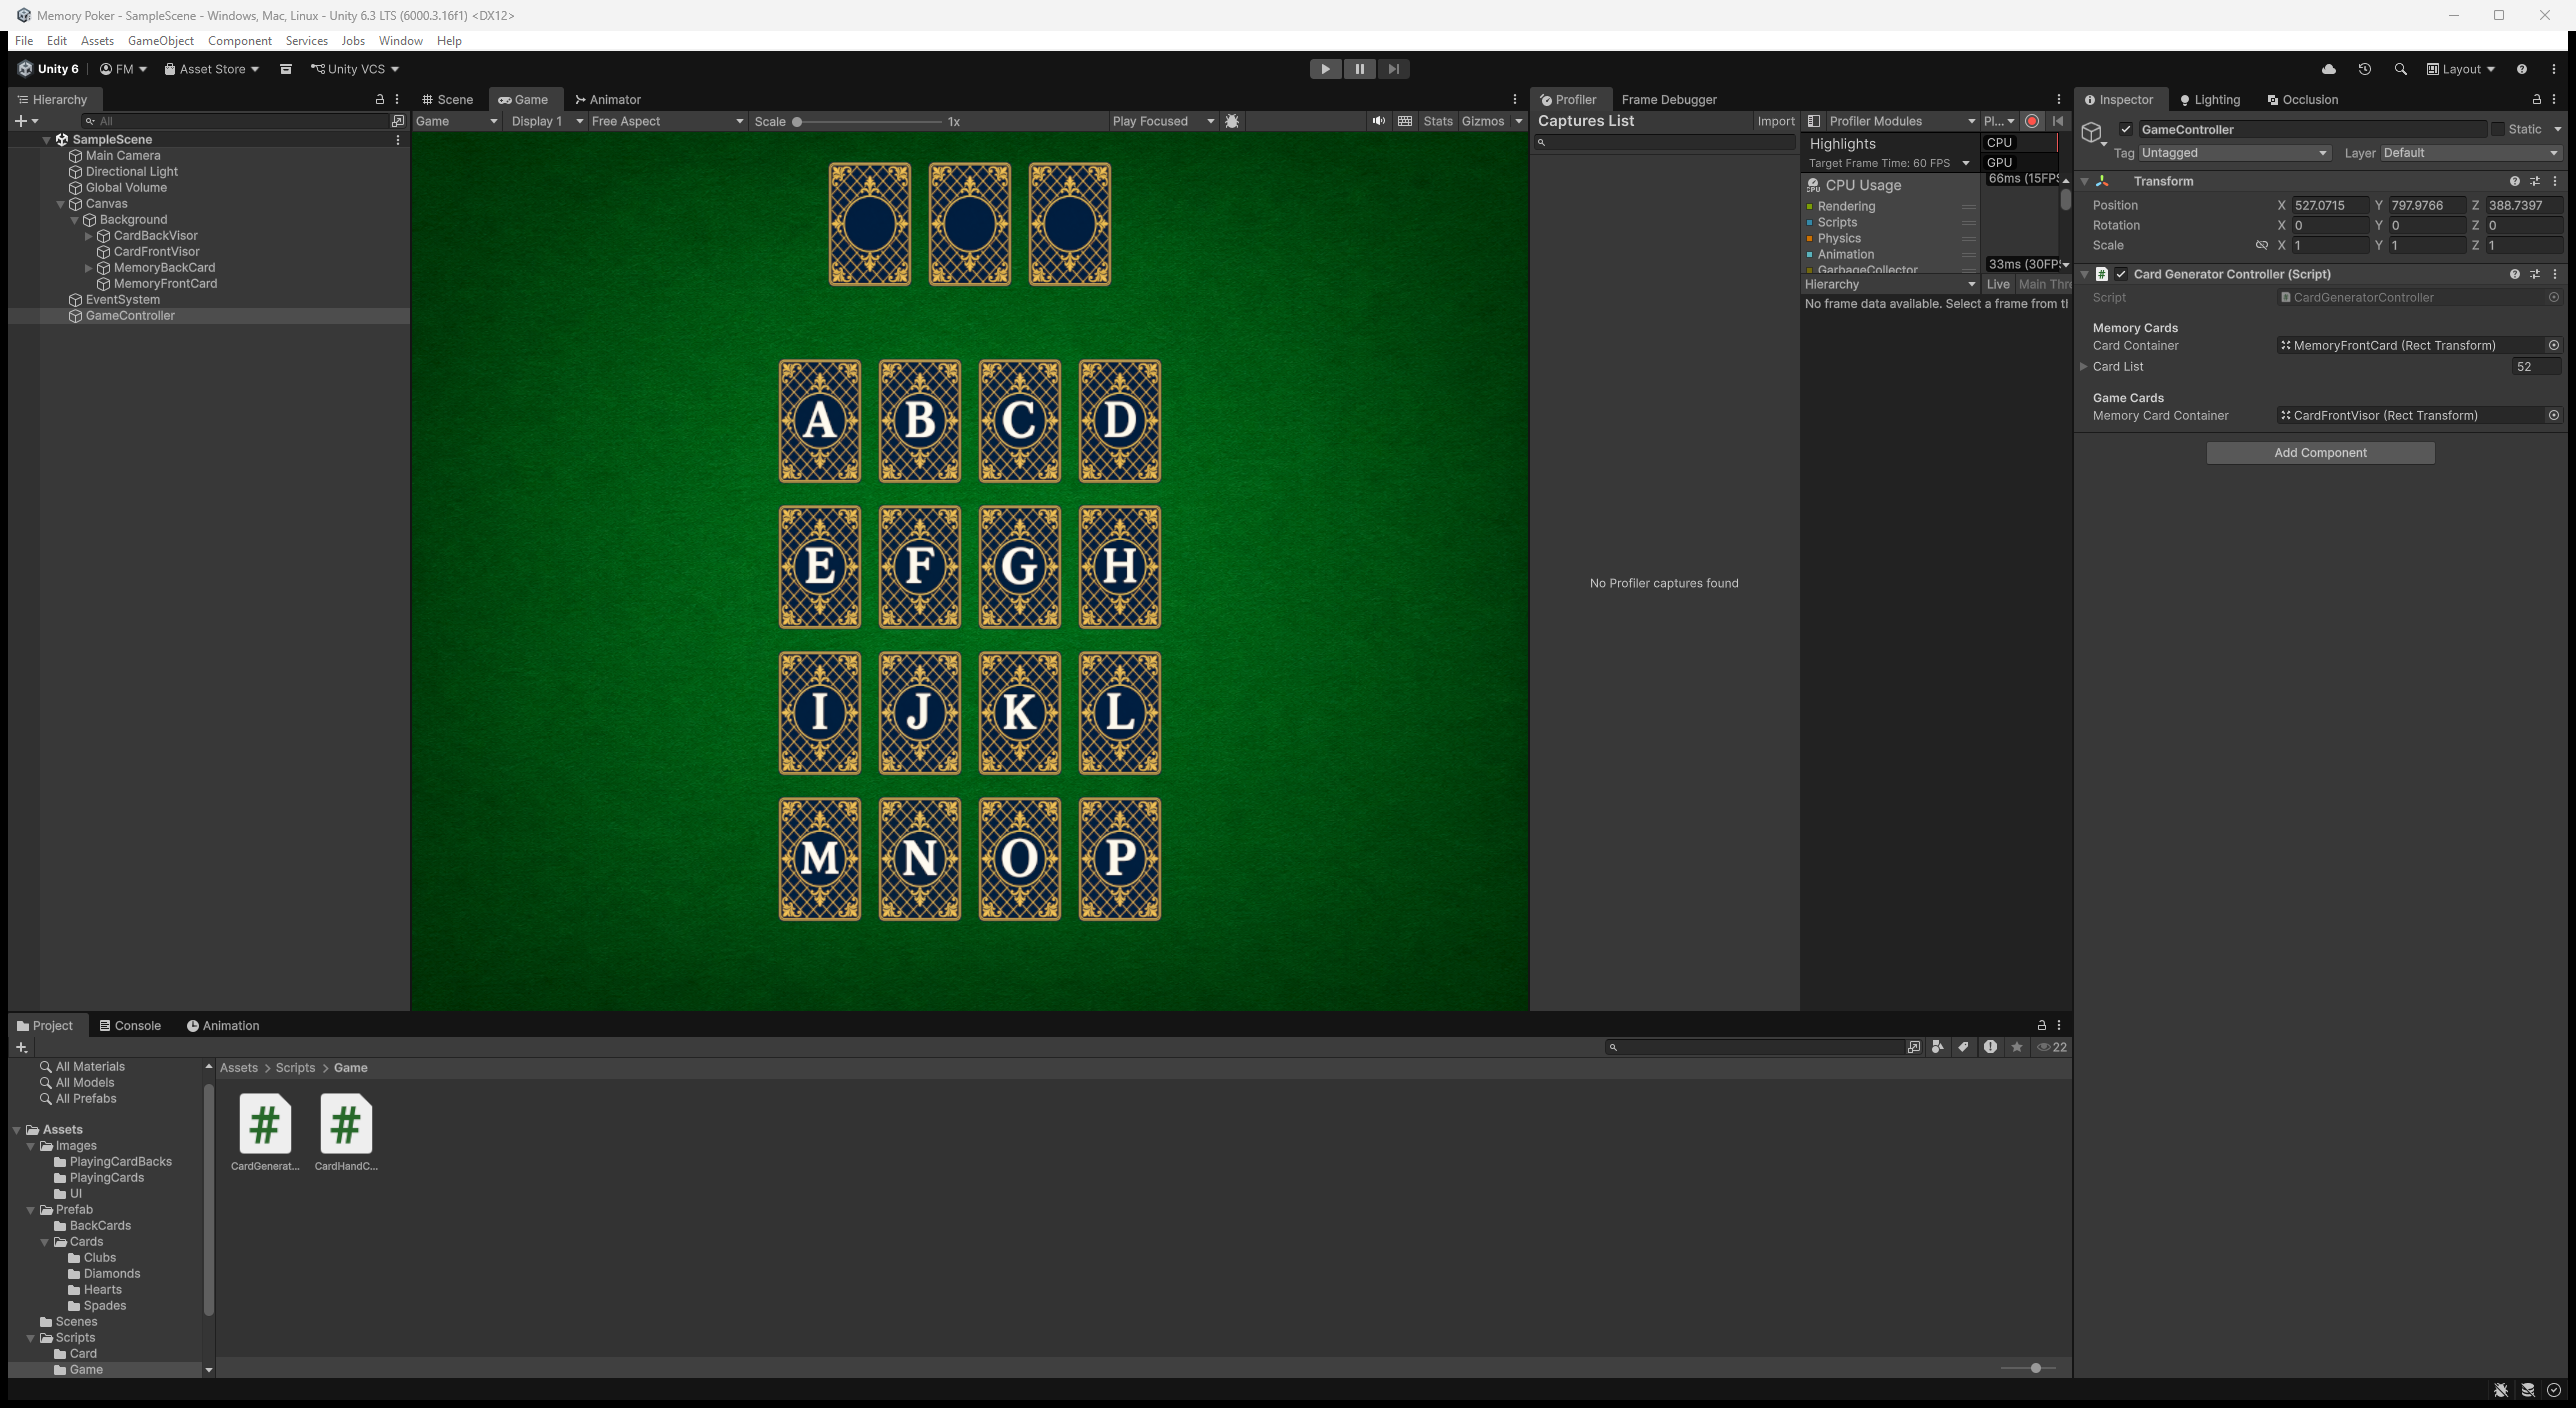 Memory Poker - SampleScene - Windows, Mac, Linux - Unity 6.3 LTS (6000.3.16f1) <DX12>
File Edit Assets GameObject Component Services Jobs Window Help
Unity 6 FM Asset Store Unity VCS Layout
Hierarchy
All
SampleScene
Main Camera
Directional Light
Global Volume
Canvas
Background
CardBackVisor
CardFrontVisor
MemoryBackCard
MemoryFrontCard
EventSystem
GameController
Scene Game Animator
Game Display 1 Free Aspect Scale 1x Play Focused Stats Gizmos
A B C D
E F G H
I J K L
M N O P
Profiler Frame Debugger
Captures List Import
No Profiler captures found
Profiler Modules Pl...
Highlights CPU
Target Frame Time: 60 FPS GPU
CPU Usage 66ms (15FPS
Rendering
Scripts
Physics
Animation
GarbageCollector 33ms (30FPS
Hierarchy Live Main Thre
No frame data available. Select a frame from tl
Inspector Lighting Occlusion
GameController Static
Tag Untagged Layer Default
Transform
Position X 527.0715 Y 797.9766 Z 388.7397
Rotation X 0 Y 0 Z 0
Scale X 1 Y 1 Z 1
# Card Generator Controller (Script)
Script CardGeneratorController
Memory Cards
Card Container MemoryFrontCard (Rect Transform)
Card List 52
Game Cards
Memory Card Container CardFrontVisor (Rect Transform)
Add Component
Project Console Animation
22
All Materials
All Models
All Prefabs
Assets
Images
PlayingCardBacks
PlayingCards
UI
Prefab
BackCards
Cards
Clubs
Diamonds
Hearts
Spades
Scenes
Scripts
Card
Game
Assets > Scripts > Game
# #
CardGenerat... CardHandC...